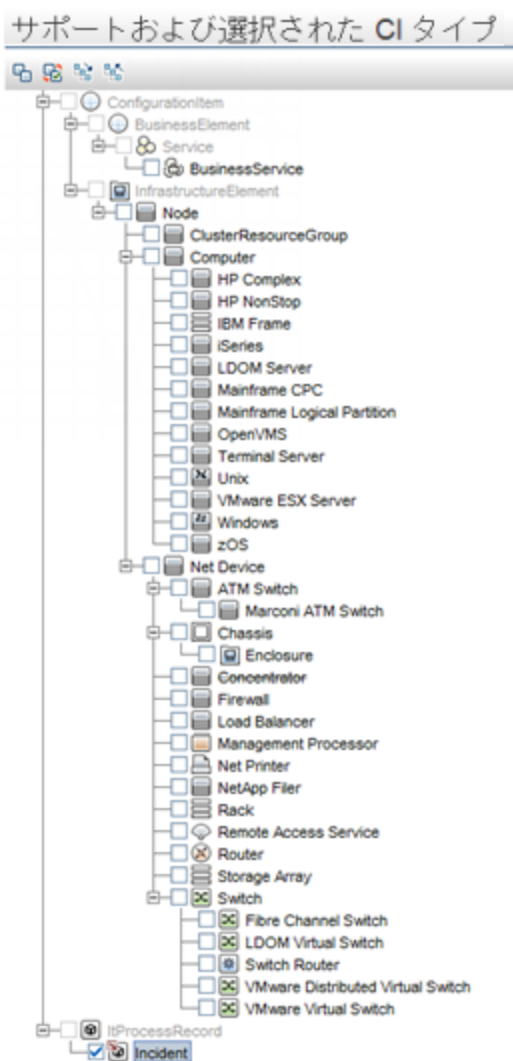 サポートおよび選択された CI タイプ
ConfigurationItem
BusinessElement
Service
BusinessService
InfrastructureElement
Node
ClusterResourceGroup
Computer
HP Complex
HP NonStop
IBM Frame
iSeries
LDOM Server
Mainframe CPC
Mainframe Logical Partition
OpenVMS
Terminal Server
Unix
VMware ESX Server
Windows
zOS
Net Device
ATM Switch
Marconi ATM Switch
Chassis
Enclosure
Concentrator
Firewall
Load Balancer
Management Processor
Net Printer
NetApp Filer
Rack
Remote Access Service
Router
Storage Array
Switch
Fibre Channel Switch
LDOM Virtual Switch
Switch Router
VMware Distributed Virtual Switch
VMware Virtual Switch
ItProcessRecord
Incident